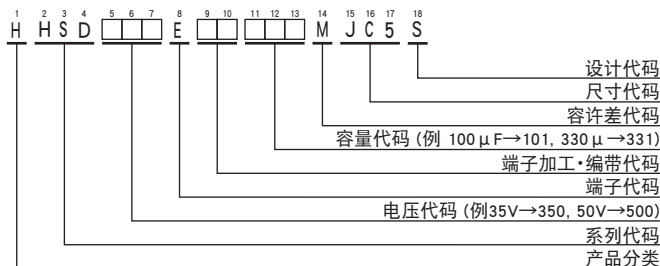 1 2 3 4 5 6 7 8 9 10 11 12 13 14 15 16 17 18
H H S D E M J C 5 S
设计代码
尺寸代码
容许差代码
容量代码 (例 100μF→101, 330μ→331)
端子加工・编带代码
端子代码
电压代码 (例35V→350, 50V→500)
系列代码
产品分类